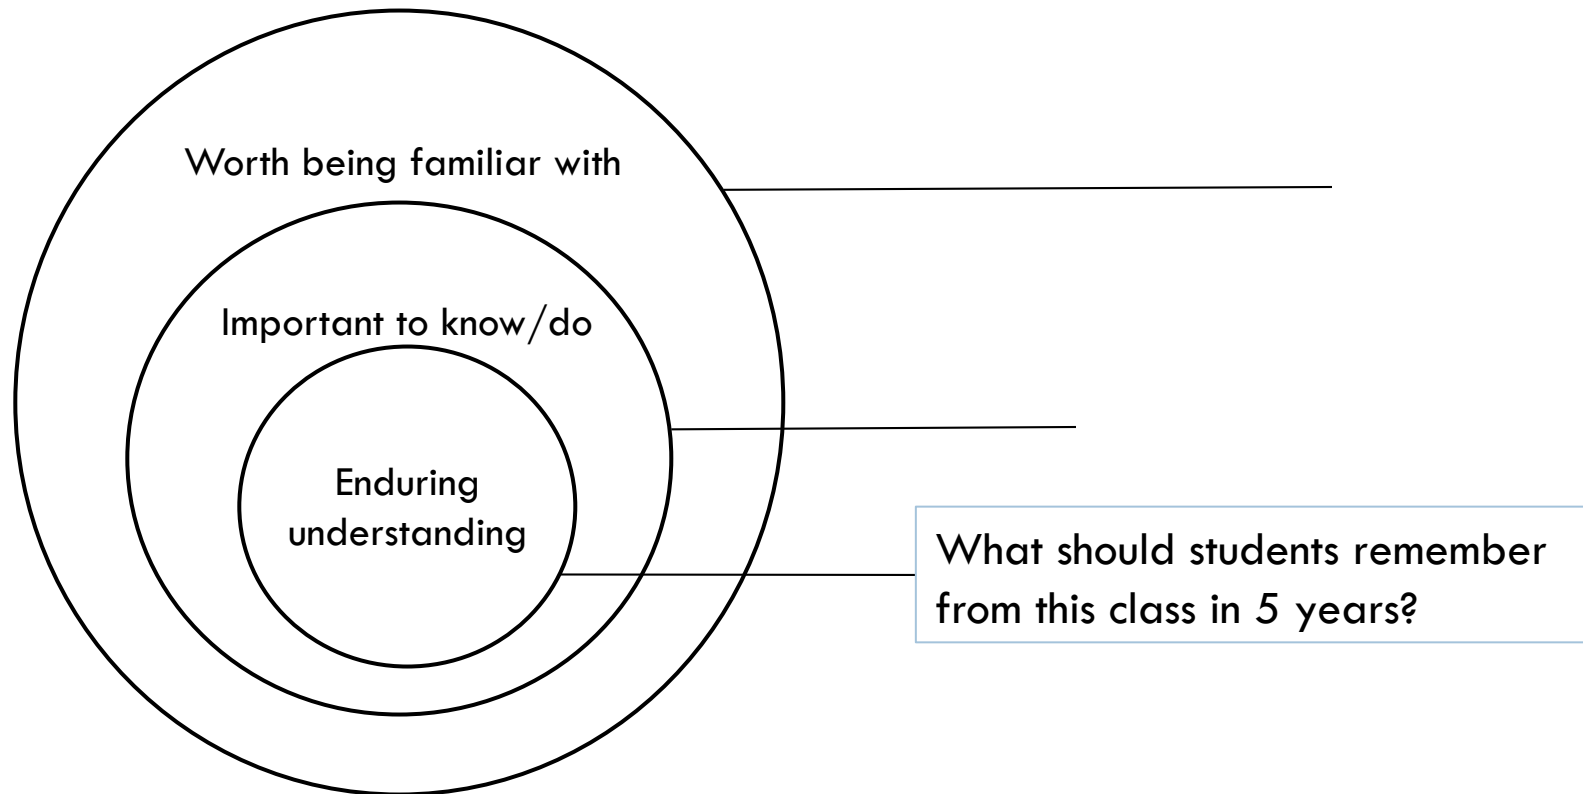 Worth being familiar with
Important to know/do
Enduring
understanding
What should students remember
from this class in 5 years?